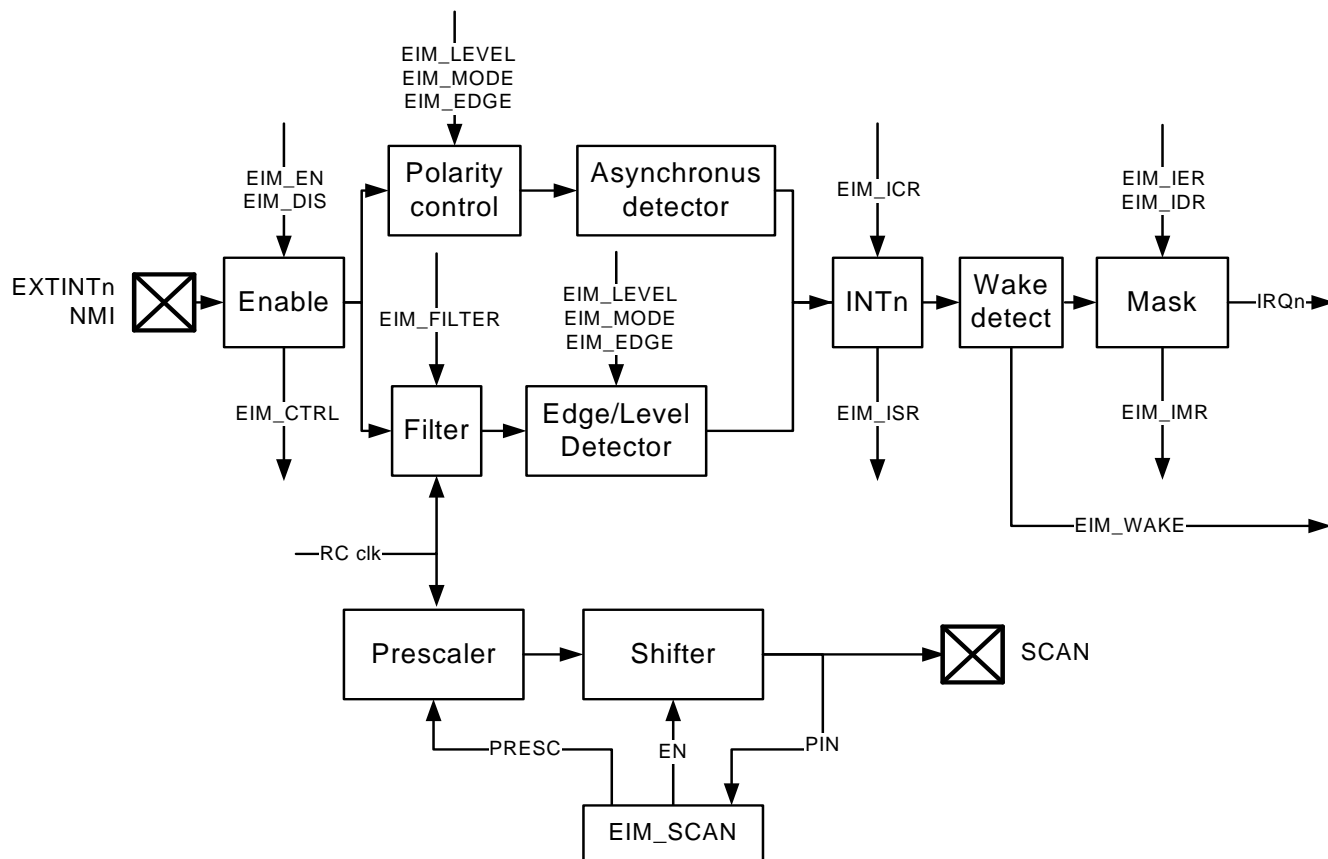 EIM_LEVEL
EIM_MODE
EIM_EDGE
EIM_EN
EIM_DIS
Polarity
control
Asynchronus
detector
EIM_ICR
EIM_IER
EIM_IDR
EXTINTn
NMI
Enable
EIM_FILTER
EIM_LEVEL
EIM_MODE
EIM_EDGE
INTn
Wake
detect
Mask
IRQn
EIM_CTRL
Filter
Edge/Level
Detector
EIM_ISR
EIM_IMR
EIM_WAKE
RC clk
Prescaler
Shifter
SCAN
PRESC
EN
PIN
EIM_SCAN